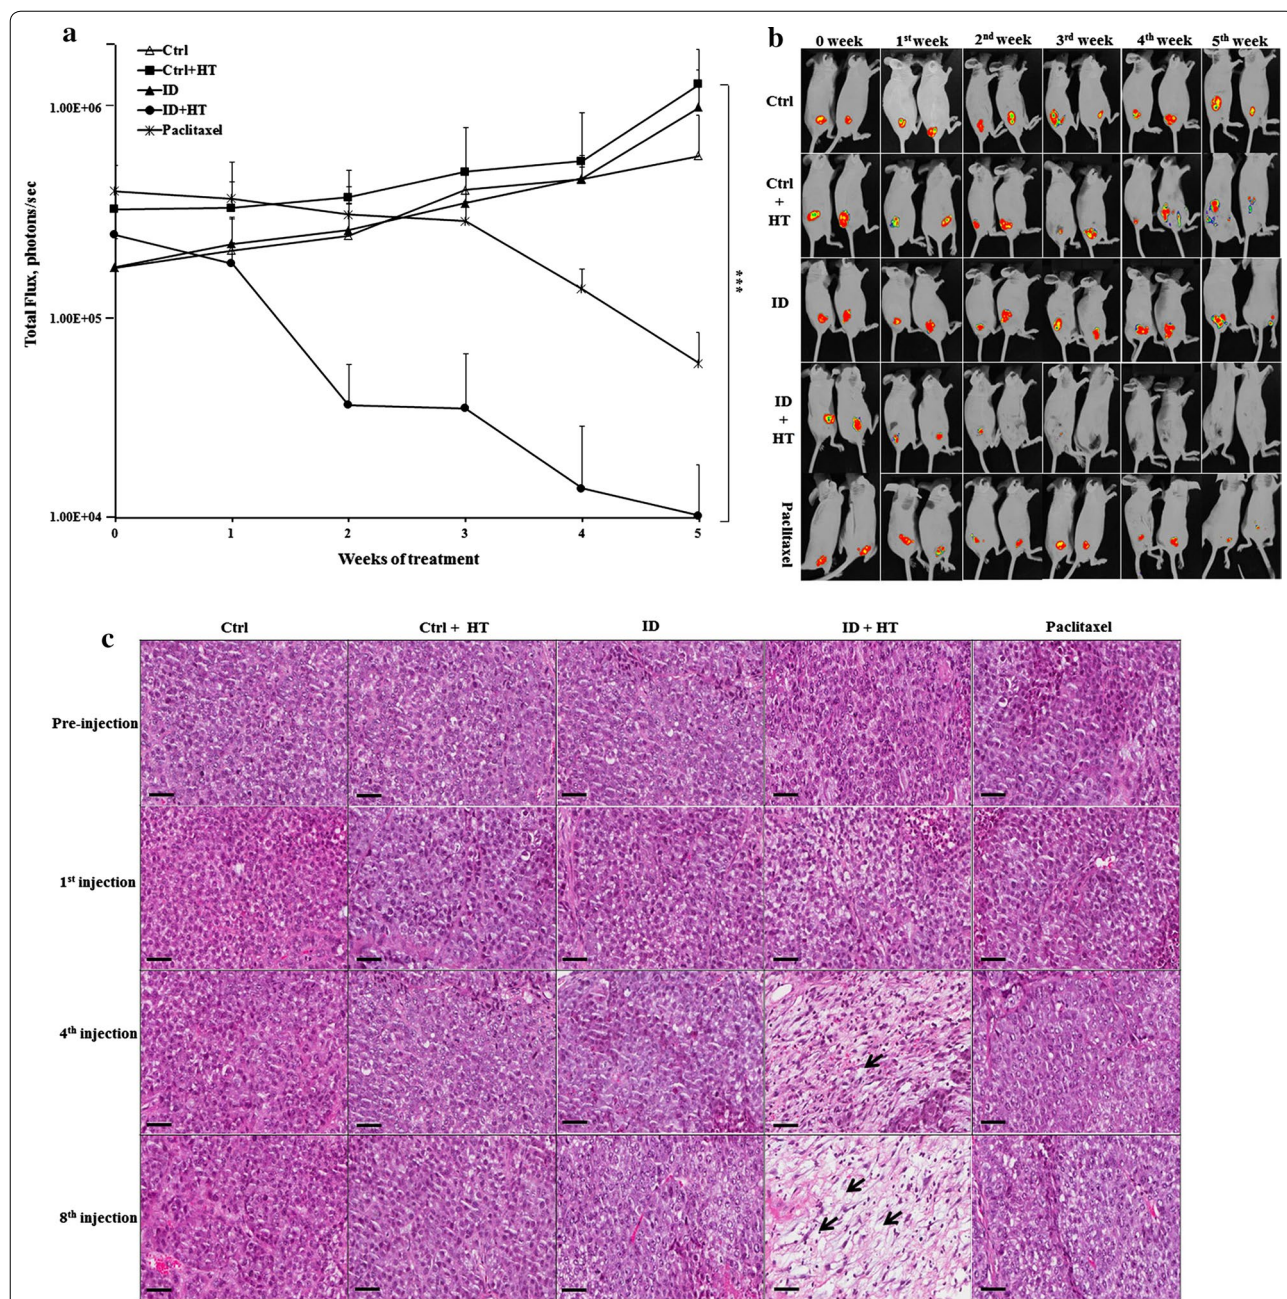 a
Ctrl
Ctrl+HT
ID
ID+HT
Paclitaxel
Total Flux, photons/sec
1.00E+06
1.00E+05
1.00E+04
0 1 2 3 4 5
Weeks of treatment
***
b
0 week 1st week 2nd week 3rd week 4th week 5th week
Ctrl
Ctrl
+
HT
ID
ID
+
HT
Paclitaxel
c
Ctrl Ctrl + HT ID ID + HT Paclitaxel
Pre-injection
1st injection
4th injection
8th injection